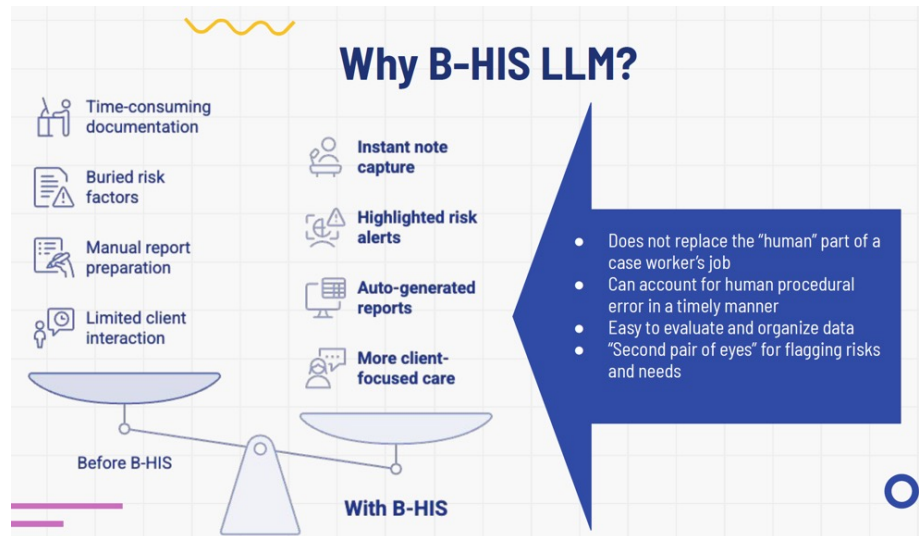 Why B-HIS LLM?
Time-consuming
documentation
Buried risk
factors
Manual report
preparation
Limited client
interaction
Before B-HIS
Instant note
capture
Highlighted risk
alerts
Auto-generated
reports
More client-
focused care
With B-HIS
● Does not replace the “human” part of a
case worker’s job
● Can account for human procedural
error in a timely manner
● Easy to evaluate and organize data
● “Second pair of eyes” for flagging risks
and needs